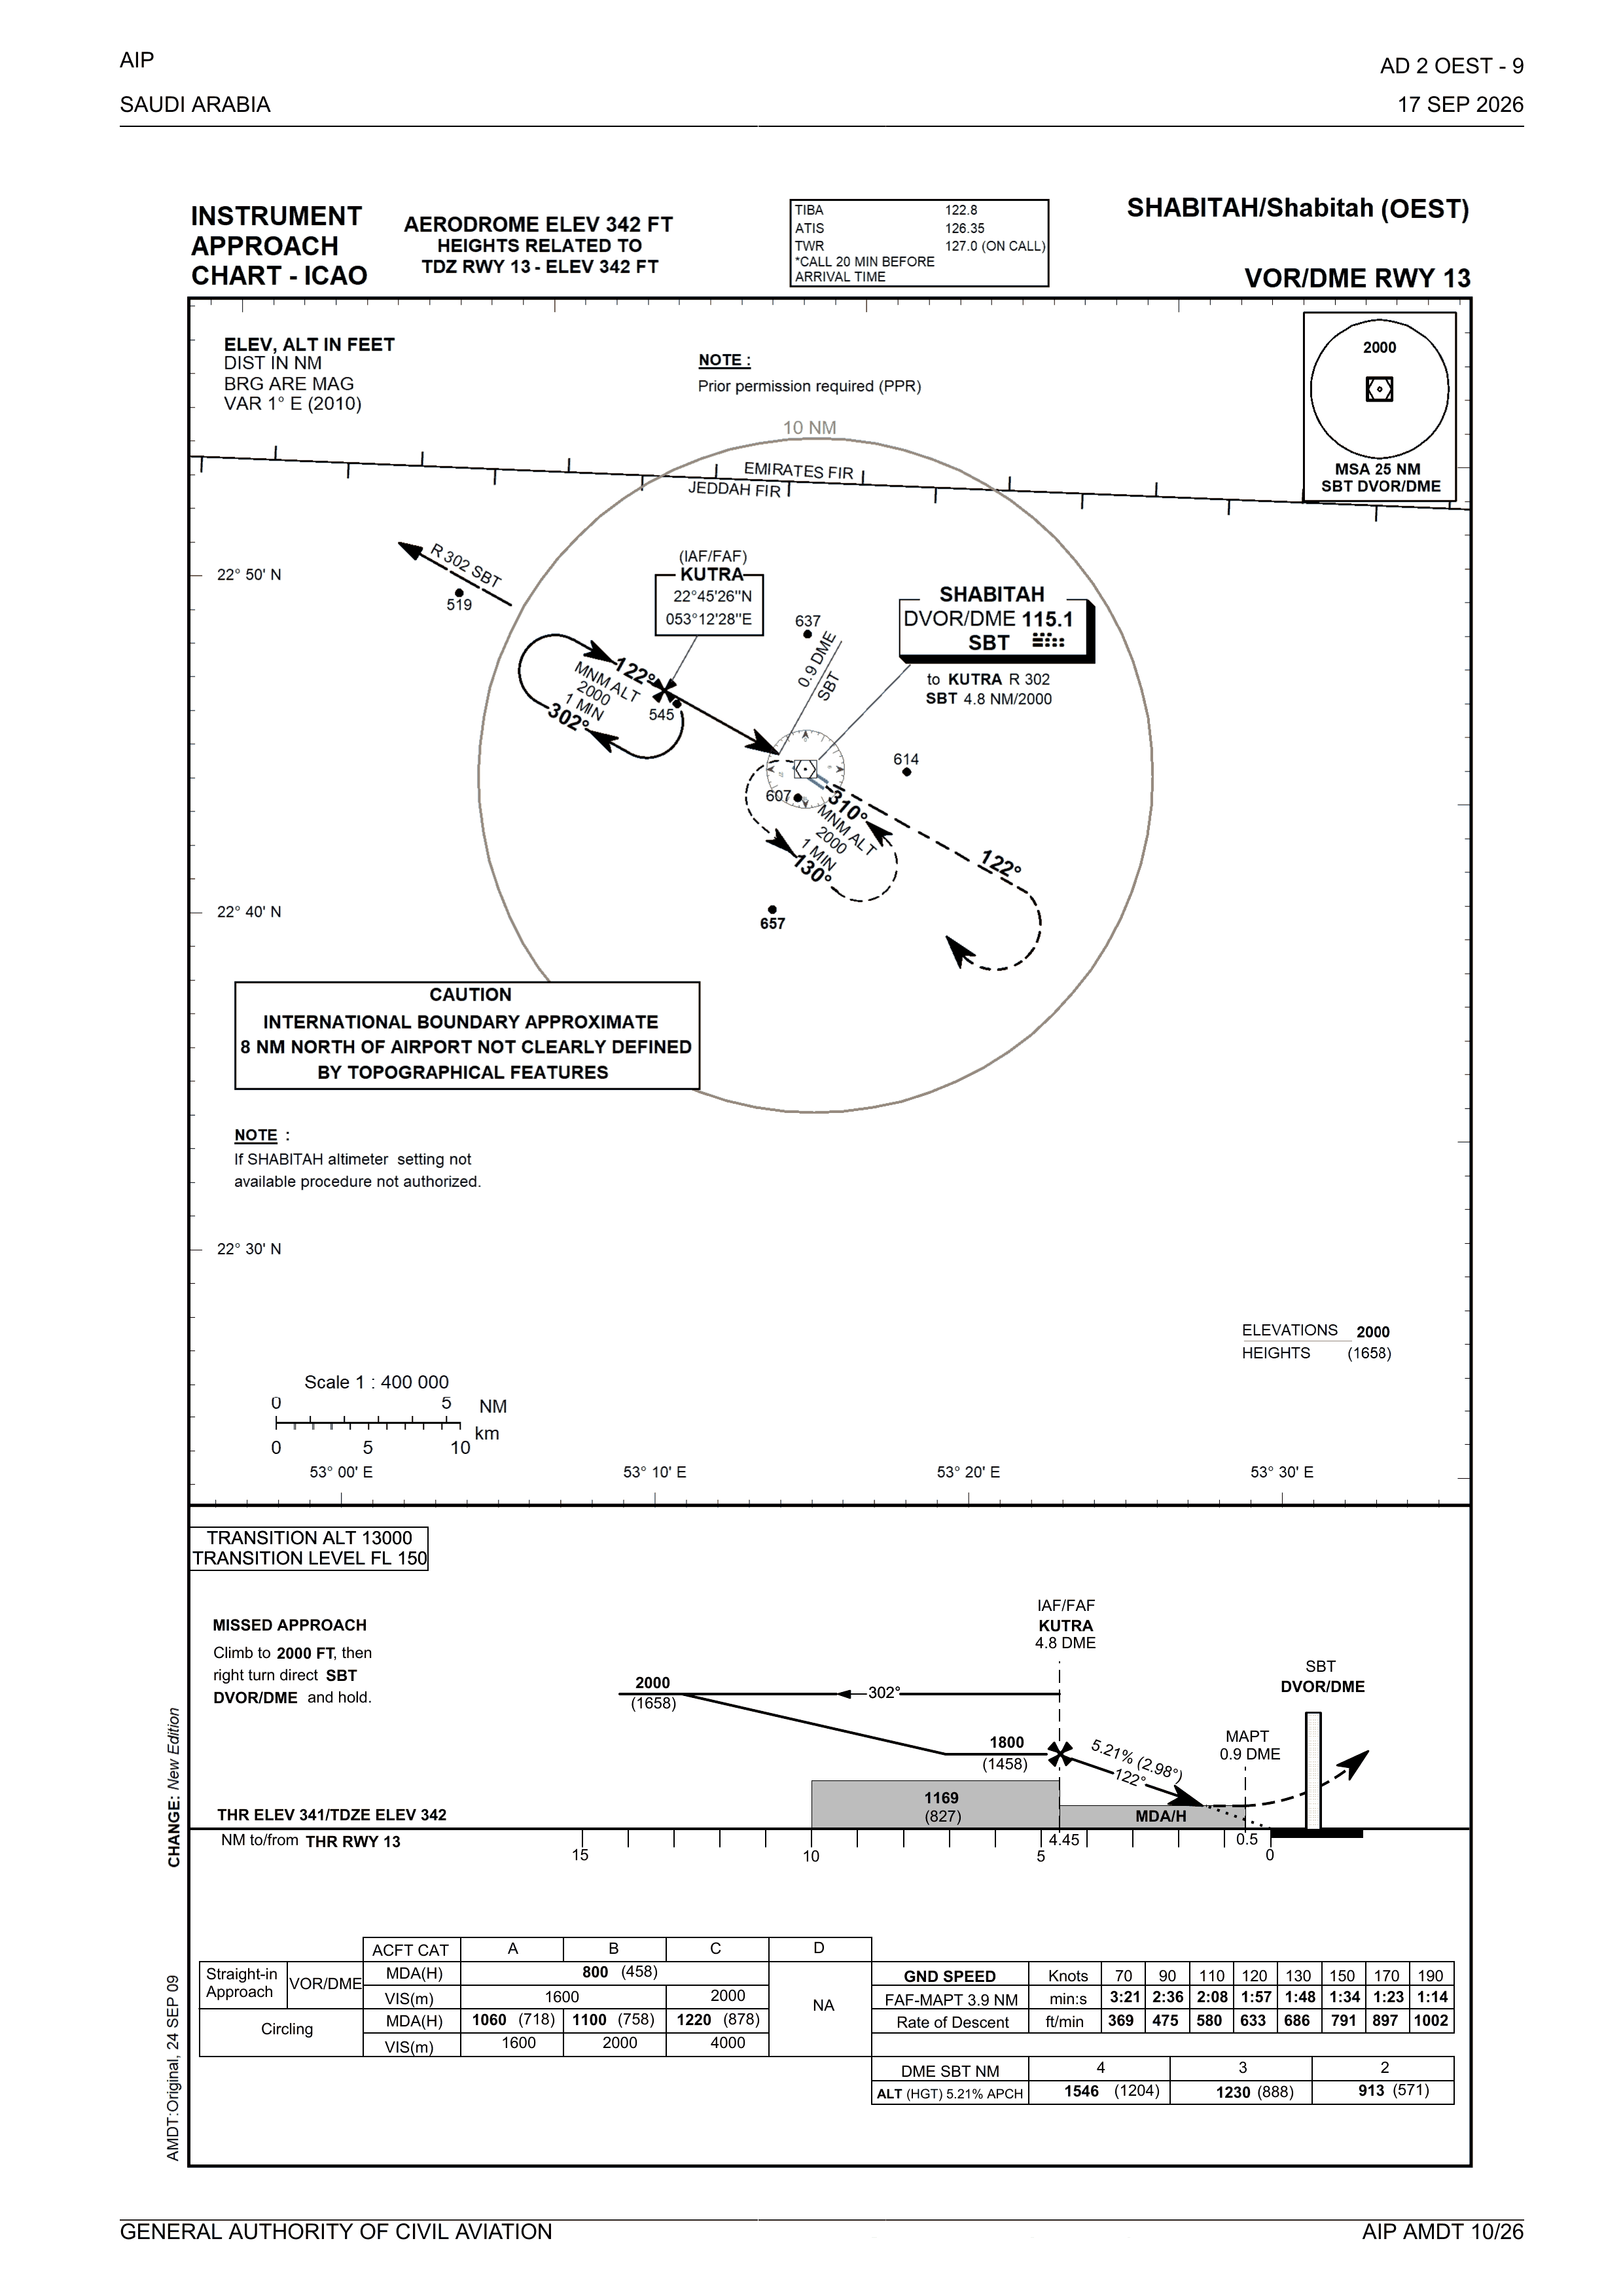 AIP
AD 2 OEST - 9
SAUDI ARABIA
17 SEP 2026
INSTRUMENT
APPROACH
CHART - ICAO
AERODROME ELEV 342 FT
HEIGHTS RELATED TO
TDZ RWY 13 - ELEV 342 FT
TIBA 122.8
ATIS 126.35
TWR 127.0 (ON CALL)
*CALL 20 MIN BEFORE
ARRIVAL TIME
SHABITAH/Shabitah (OEST)
VOR/DME RWY 13
ELEV, ALT IN FEET
DIST IN NM
BRG ARE MAG
VAR 1° E (2010)
NOTE :
Prior permission required (PPR)
2000
MSA 25 NM
SBT DVOR/DME
10 NM
EMIRATES FIR
JEDDAH FIR
R 302 SBT
519
22° 50' N
(IAF/FAF)
KUTRA
22°45'26"N
053°12'28"E
637
0.9 DME
SBT
SHABITAH
DVOR/DME 115.1
SBT
to KUTRA R 302
SBT 4.8 NM/2000
122°
MNM ALT
2000
1 MIN
302°
545
614
607
310°
MNM ALT
2000
1 MIN
130°
122°
22° 40' N
657
CAUTION
INTERNATIONAL BOUNDARY APPROXIMATE
8 NM NORTH OF AIRPORT NOT CLEARLY DEFINED
BY TOPOGRAPHICAL FEATURES
NOTE :
If SHABITAH altimeter setting not
available procedure not authorized.
22° 30' N
ELEVATIONS 2000
HEIGHTS (1658)
Scale 1 : 400 000
0 5 NM
km
0 5 10
53° 00' E 53° 10' E 53° 20' E 53° 30' E
TRANSITION ALT 13000
TRANSITION LEVEL FL 150
MISSED APPROACH
Climb to 2000 FT, then
right turn direct SBT
DVOR/DME and hold.
IAF/FAF
KUTRA
4.8 DME
SBT
DVOR/DME
2000
(1658)
302°
1800
(1458)
5.21% (2.98°)
122°
MAPT
0.9 DME
1169
(827)
MDA/H
THR ELEV 341/TDZE ELEV 342
NM to/from THR RWY 13
4.45 0.5
15 10 5 0
CHANGE: New Edition
AMDT:Original, 24 SEP 09
ACFT CAT A B C D
Straight-in
Approach
VOR/DME
MDA(H) 800 (458)
VIS(m) 1600 2000
NA
Circling
MDA(H) 1060 (718) 1100 (758) 1220 (878)
VIS(m) 1600 2000 4000
GND SPEED Knots 70 90 110 120 130 150 170 190
FAF-MAPT 3.9 NM min:s 3:21 2:36 2:08 1:57 1:48 1:34 1:23 1:14
Rate of Descent ft/min 369 475 580 633 686 791 897 1002
DME SBT NM 4 3 2
ALT (HGT) 5.21% APCH 1546 (1204) 1230 (888) 913 (571)
GENERAL AUTHORITY OF CIVIL AVIATION
AIP AMDT 10/26